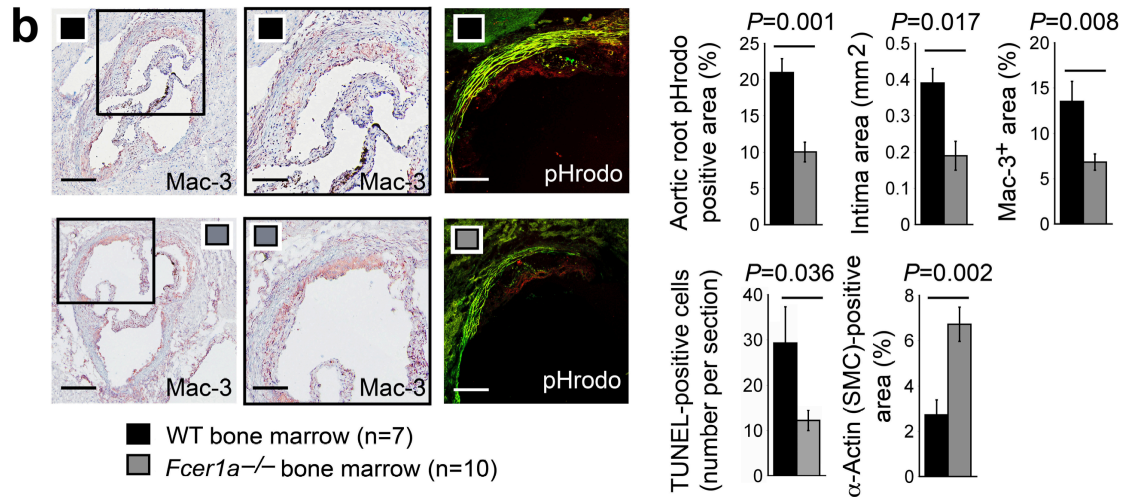 b
Mac-3
Mac-3
pHrodo
Mac-3
Mac-3
pHrodo
WT bone marrow (n=7)
Fcer1a−/− bone marrow (n=10)
P=0.001
Aortic root pHrodo
positive area (%)
25
20
15
10
5
0
P=0.017
Intima area (mm2)
0.5
0.4
0.3
0.2
0.1
0
P=0.008
Mac-3+ area (%)
20
15
10
5
0
P=0.036
TUNEL-positive cells
(number per section)
40
30
20
10
0
P=0.002
α-Actin (SMC)-positive
area (%)
8
6
4
2
0